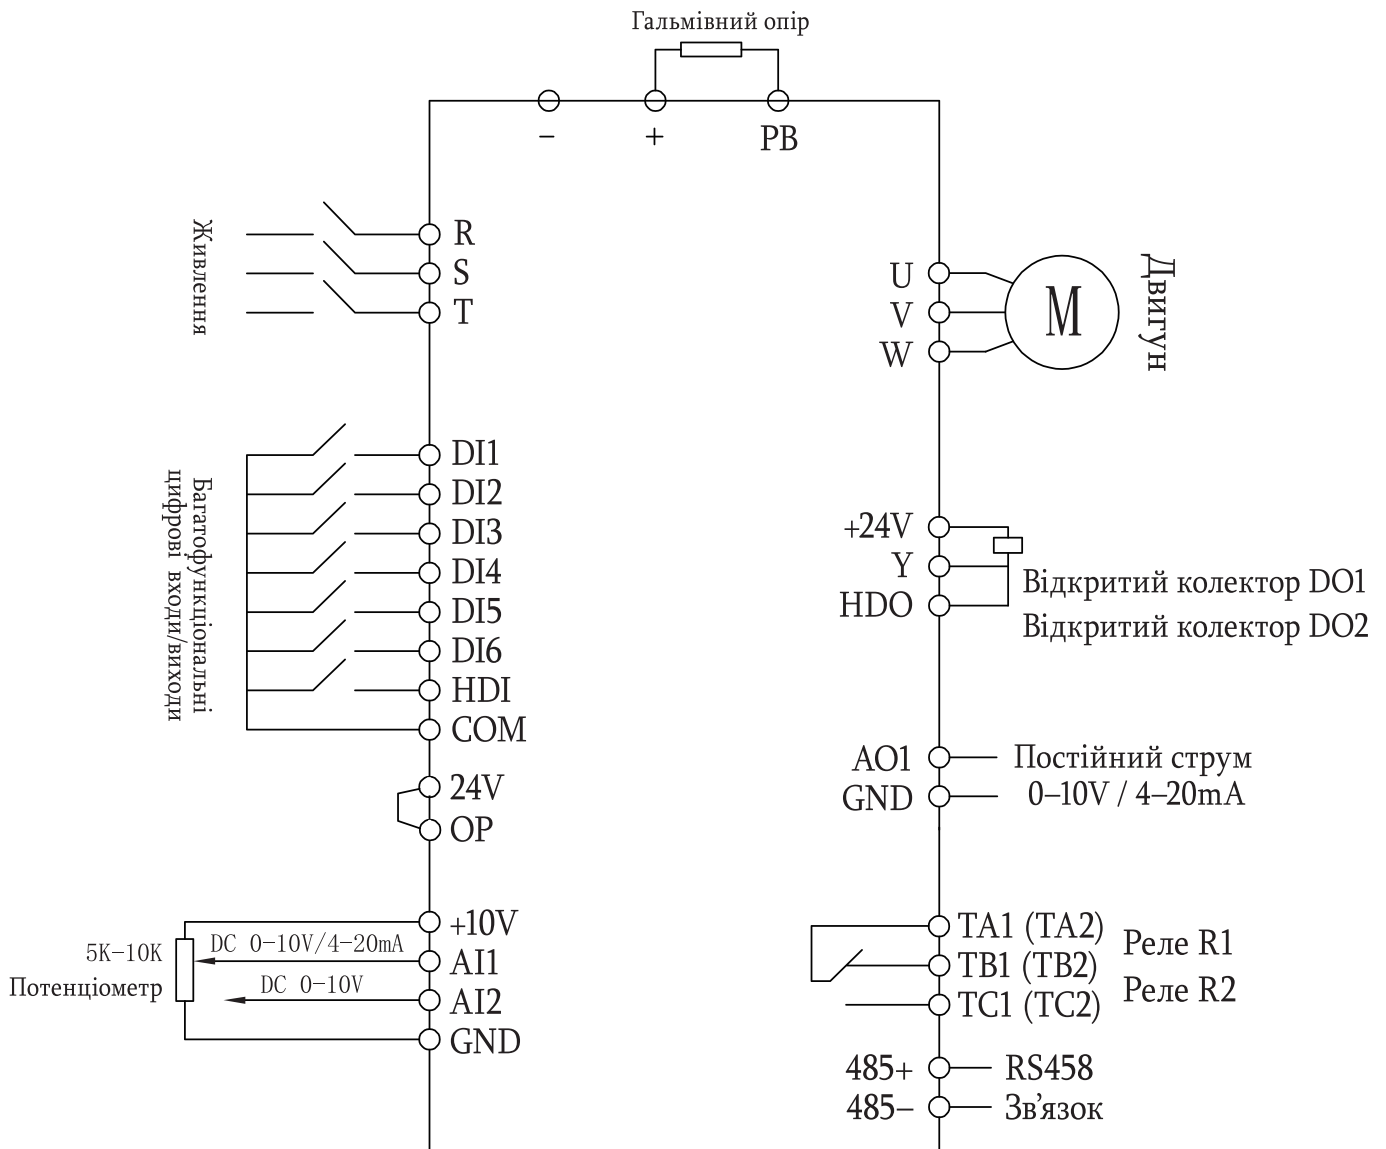 Гальмівний опір
−
+
PB
Живлення
R
S
T
U
V
W
M
Двигун
Багатофункціональні
цифрові входи/виходи
DI1
DI2
DI3
DI4
DI5
DI6
HDI
COM
24V
OP
+24V
Y
HDO
Відкритий колектор DO1
Відкритий колектор DO2
AO1
GND
Постійний струм
0–10V / 4–20mA
5K-10K
Потенціометр
DC 0-10V/4-20mA
DC 0-10V
+10V
AI1
AI2
GND
TA1 (TA2)
TB1 (TB2)
TC1 (TC2)
Реле R1
Реле R2
485+
485–
RS458
Зв’язок